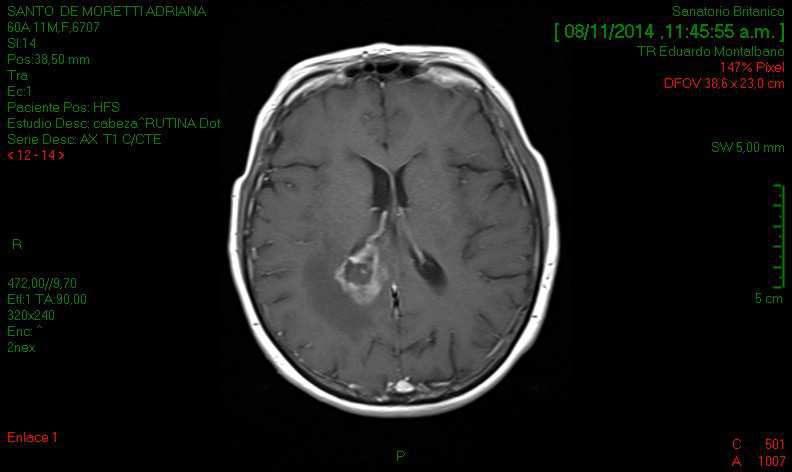 SANTO DE MORETTI ADRIANA
60A 11M,F,6707
Sl:14
Pos:38,50 mm
Tra
Ec:1
Paciente Pos: HFS
Estudio Desc: cabeza^RUTINA Dot
Serie Desc: AX T1 C/CTE
< 12 - 14 >
Sanatorio Britanico
[ 08/11/2014 ,11:45:55 a.m. ]
TR Eduardo Montalbano
147% Pixel
DFOV 38,6 x 23,0 cm
SW 5,00 mm
R
5 cm
472,00//9,70
Etl:1 TA:90,00
320x240
Enc: ^
2nex
Enlace 1
P
C 501
A 1007